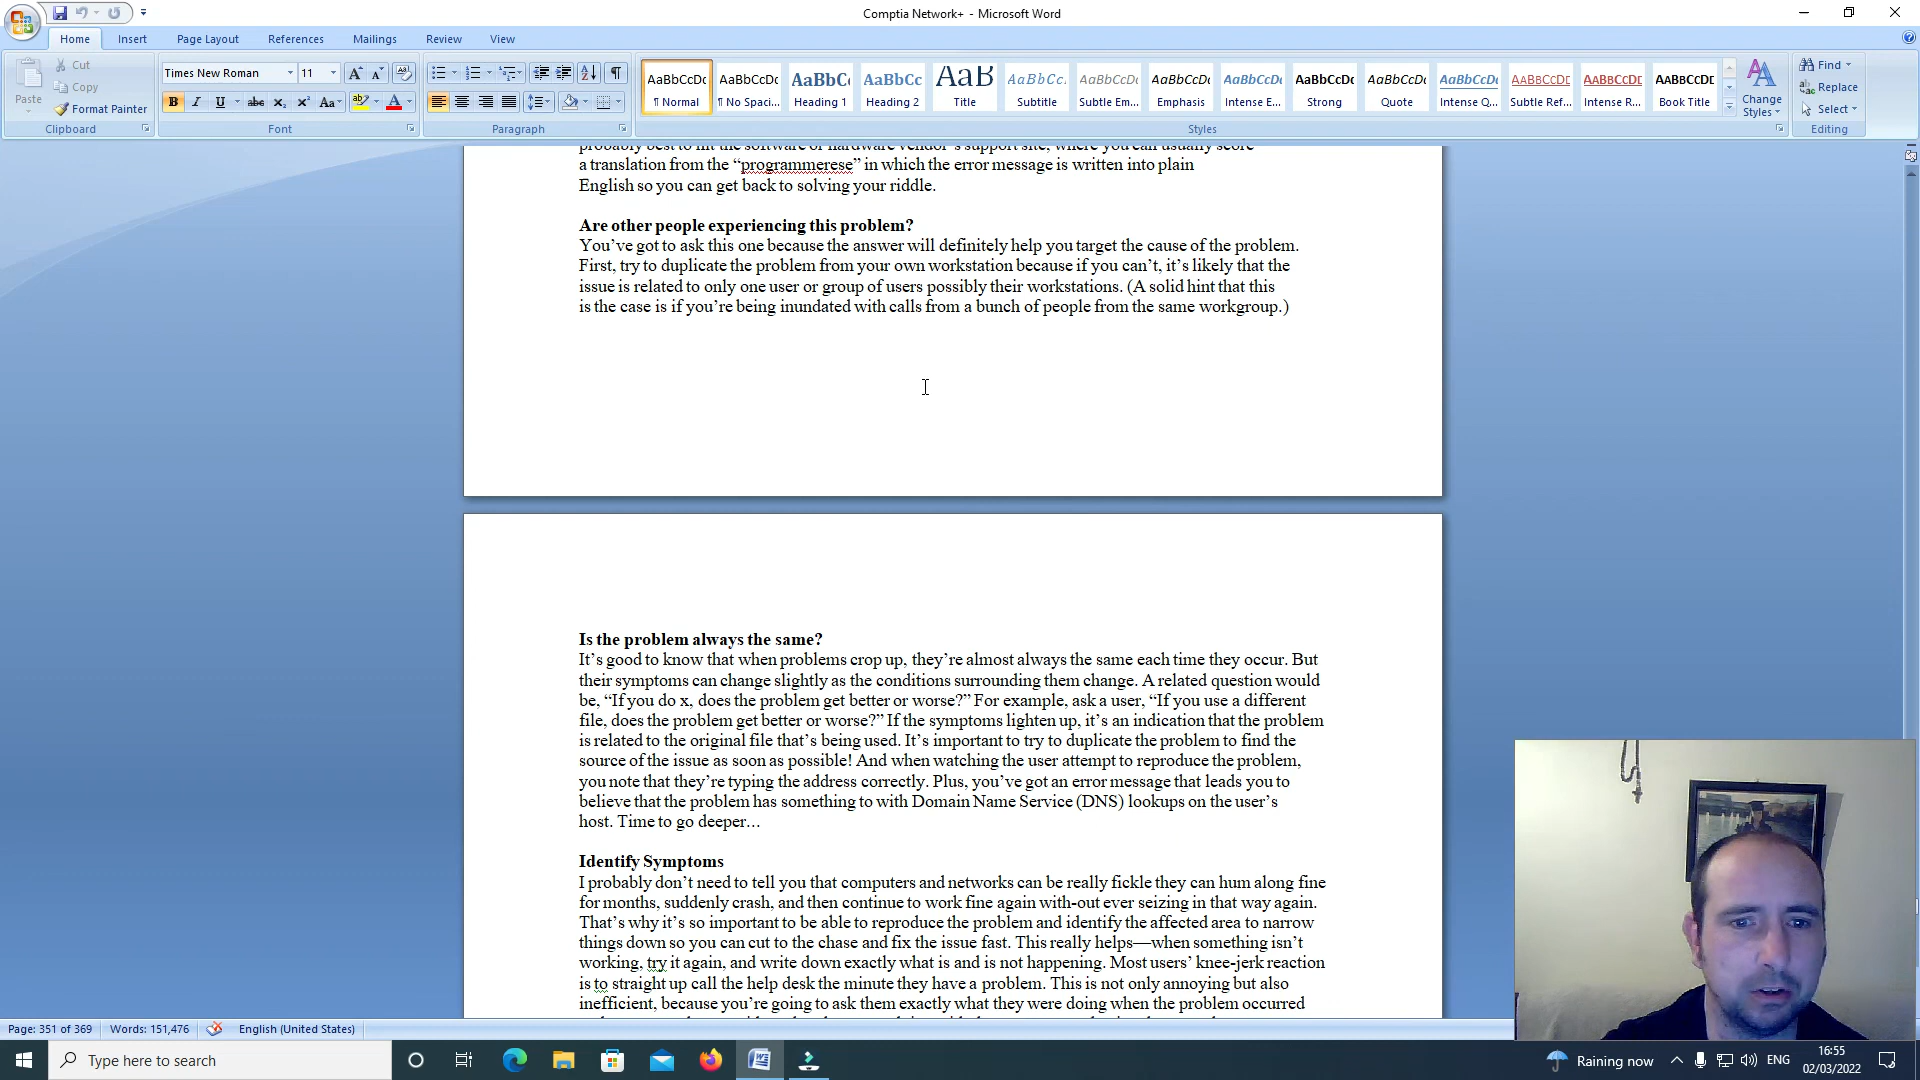 Comptia Network+ - Microsoft Word
Home Insert Page Layout References Mailings Review View
Paste
Cut
Copy
Format Painter
Clipboard
Times New Roman 11
Font
Paragraph
AaBbCcDc AaBbCcDc AaBbC AaBbCc AaB AaBbCc. AaBbCcDc AaBbCcDc AaBbCcDc AaBbCcDc AaBbCcDc AaBbCcDc AABBCCDD AABBCCDD AABBCCDD
¶ Normal ¶ No Spaci... Heading 1 Heading 2 Title Subtitle Subtle Em... Emphasis Intense E... Strong Quote Intense Q... Subtle Ref... Intense R... Book Title
Styles
Change Styles
Find
Replace
Select
Editing
probably best to hit the software or hardware vendor's support site, where you can usually score
a translation from the “programmerese” in which the error message is written into plain
English so you can get back to solving your riddle.
Are other people experiencing this problem?
You’ve got to ask this one because the answer will definitely help you target the cause of the problem.
First, try to duplicate the problem from your own workstation because if you can’t, it’s likely that the
issue is related to only one user or group of users possibly their workstations. (A solid hint that this
is the case is if you’re being inundated with calls from a bunch of people from the same workgroup.)
Is the problem always the same?
It’s good to know that when problems crop up, they’re almost always the same each time they occur. But
their symptoms can change slightly as the conditions surrounding them change. A related question would
be, “If you do x, does the problem get better or worse?” For example, ask a user, “If you use a different
file, does the problem get better or worse?” If the symptoms lighten up, it’s an indication that the problem
is related to the original file that’s being used. It’s important to try to duplicate the problem to find the
source of the issue as soon as possible! And when watching the user attempt to reproduce the problem,
you note that they’re typing the address correctly. Plus, you’ve got an error message that leads you to
believe that the problem has something to with Domain Name Service (DNS) lookups on the user’s
host. Time to go deeper…
Identify Symptoms
I probably don’t need to tell you that computers and networks can be really fickle they can hum along fine
for months, suddenly crash, and then continue to work fine again with-out ever seizing in that way again.
That’s why it’s so important to be able to reproduce the problem and identify the affected area to narrow
things down so you can cut to the chase and fix the issue fast. This really helps—when something isn’t
working, try it again, and write down exactly what is and is not happening. Most users’ knee-jerk reaction
is to straight up call the help desk the minute they have a problem. This is not only annoying but also
inefficient, because you’re going to ask them exactly what they were doing when the problem occurred
Page: 351 of 369 Words: 151,476 English (United States)
Type here to search
Raining now
ENG
16:55
02/03/2022